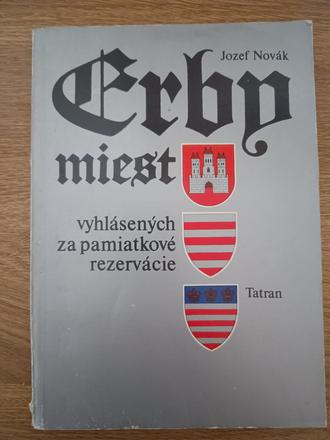 Jozef Novák
Erby
miest
vyhlásených
za pamiatkové
rezervácie
Tatran